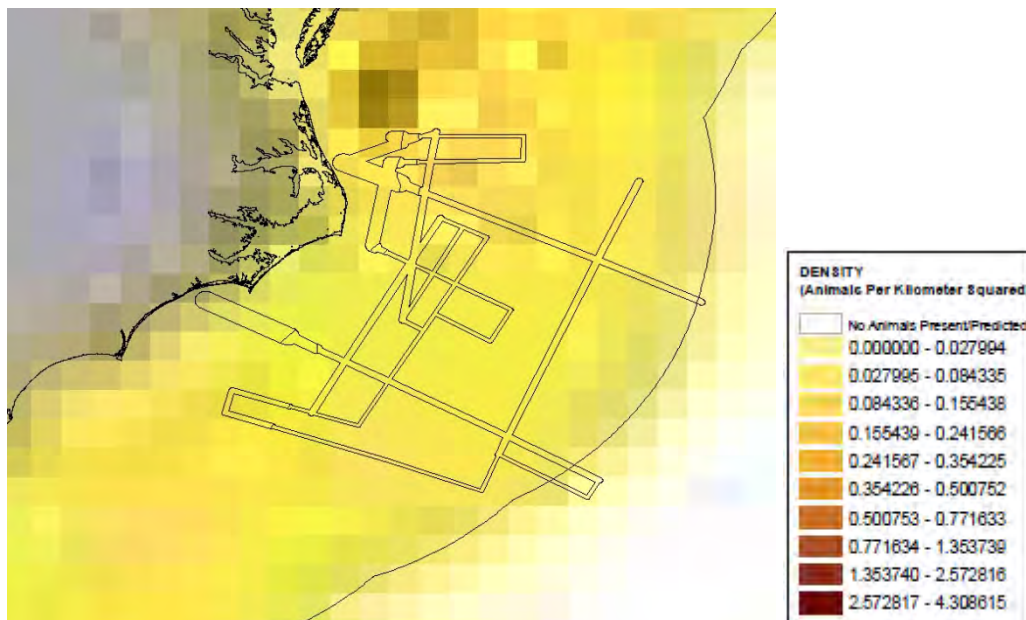 DENSITY
(Animals Per Kilometer Squared
No Animals Present/Predicted
0.000000 - 0.027994
0.027995 - 0.084335
0.084336 - 0.155438
0.155439 - 0.241566
0.241567 - 0.354225
0.354226 - 0.500752
0.500753 - 0.771633
0.771634 - 1.353739
1.353740 - 2.572816
2.572817 - 4.308615